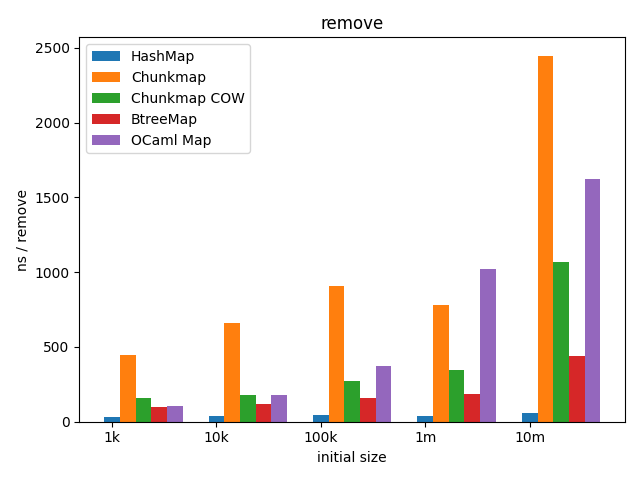 remove
HashMap
Chunkmap
Chunkmap COW
BtreeMap
OCaml Map
ns / remove
2500
2000
1500
1000
500
0
1k 10k 100k 1m 10m
initial size